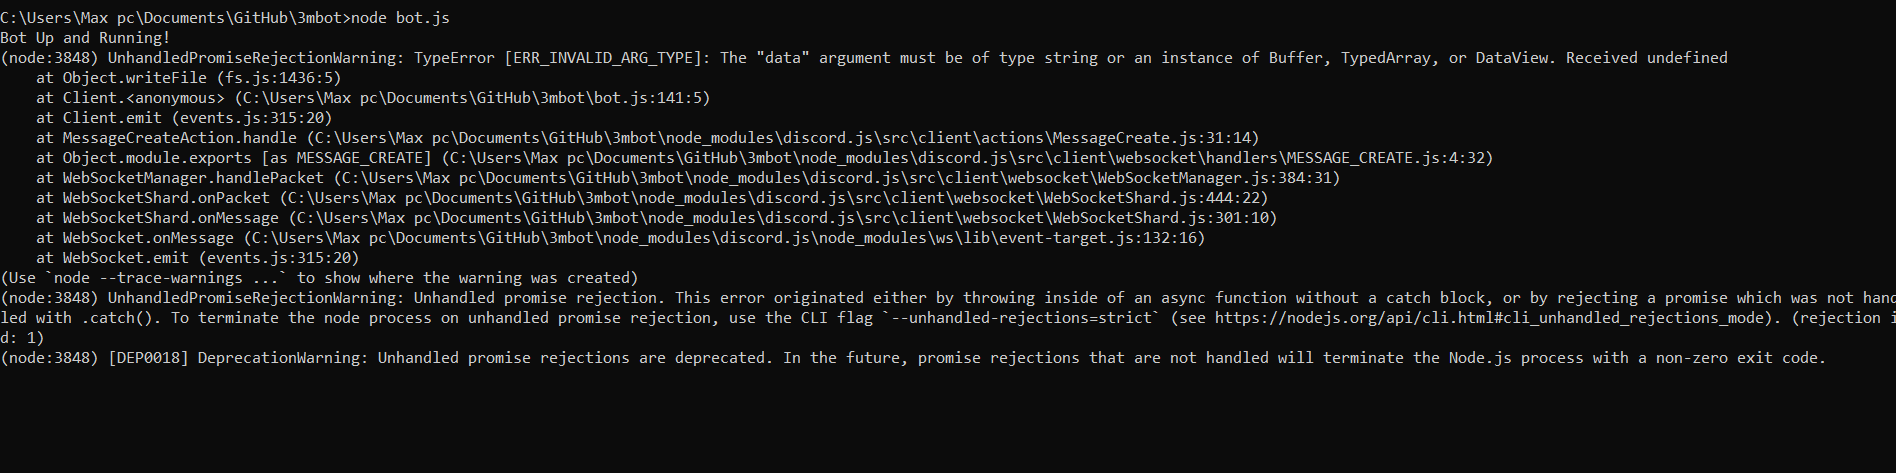 C:\Users\Max pc\Documents\GitHub\3mbot>node bot.js
Bot Up and Running!
(node:3848) UnhandledPromiseRejectionWarning: TypeError [ERR_INVALID_ARG_TYPE]: The "data" argument must be of type string or an instance of Buffer, TypedArray, or DataView. Received undefined
    at Object.writeFile (fs.js:1436:5)
    at Client.<anonymous> (C:\Users\Max pc\Documents\GitHub\3mbot\bot.js:141:5)
    at Client.emit (events.js:315:20)
    at MessageCreateAction.handle (C:\Users\Max pc\Documents\GitHub\3mbot\node_modules\discord.js\src\client\actions\MessageCreate.js:31:14)
    at Object.module.exports [as MESSAGE_CREATE] (C:\Users\Max pc\Documents\GitHub\3mbot\node_modules\discord.js\src\client\websocket\handlers\MESSAGE_CREATE.js:4:32)
    at WebSocketManager.handlePacket (C:\Users\Max pc\Documents\GitHub\3mbot\node_modules\discord.js\src\client\websocket\WebSocketManager.js:384:31)
    at WebSocketShard.onPacket (C:\Users\Max pc\Documents\GitHub\3mbot\node_modules\discord.js\src\client\websocket\WebSocketShard.js:444:22)
    at WebSocketShard.onMessage (C:\Users\Max pc\Documents\GitHub\3mbot\node_modules\discord.js\src\client\websocket\WebSocketShard.js:301:10)
    at WebSocket.onMessage (C:\Users\Max pc\Documents\GitHub\3mbot\node_modules\discord.js\node_modules\ws\lib\event-target.js:132:16)
    at WebSocket.emit (events.js:315:20)
(Use `node --trace-warnings ...` to show where the warning was created)
(node:3848) UnhandledPromiseRejectionWarning: Unhandled promise rejection. This error originated either by throwing inside of an async function without a catch block, or by rejecting a promise which was not hand
led with .catch(). To terminate the node process on unhandled promise rejection, use the CLI flag `--unhandled-rejections=strict` (see https://nodejs.org/api/cli.html#cli_unhandled_rejections_mode). (rejection i
d: 1)
(node:3848) [DEP0018] DeprecationWarning: Unhandled promise rejections are deprecated. In the future, promise rejections that are not handled will terminate the Node.js process with a non-zero exit code.